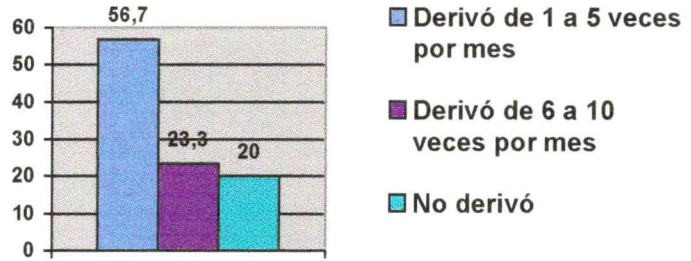 56,7
60
50
40
30
23,3
20
20
10
0
Derivó de 1 a 5 veces
por mes
Derivó de 6 a 10
veces por mes
No derivó